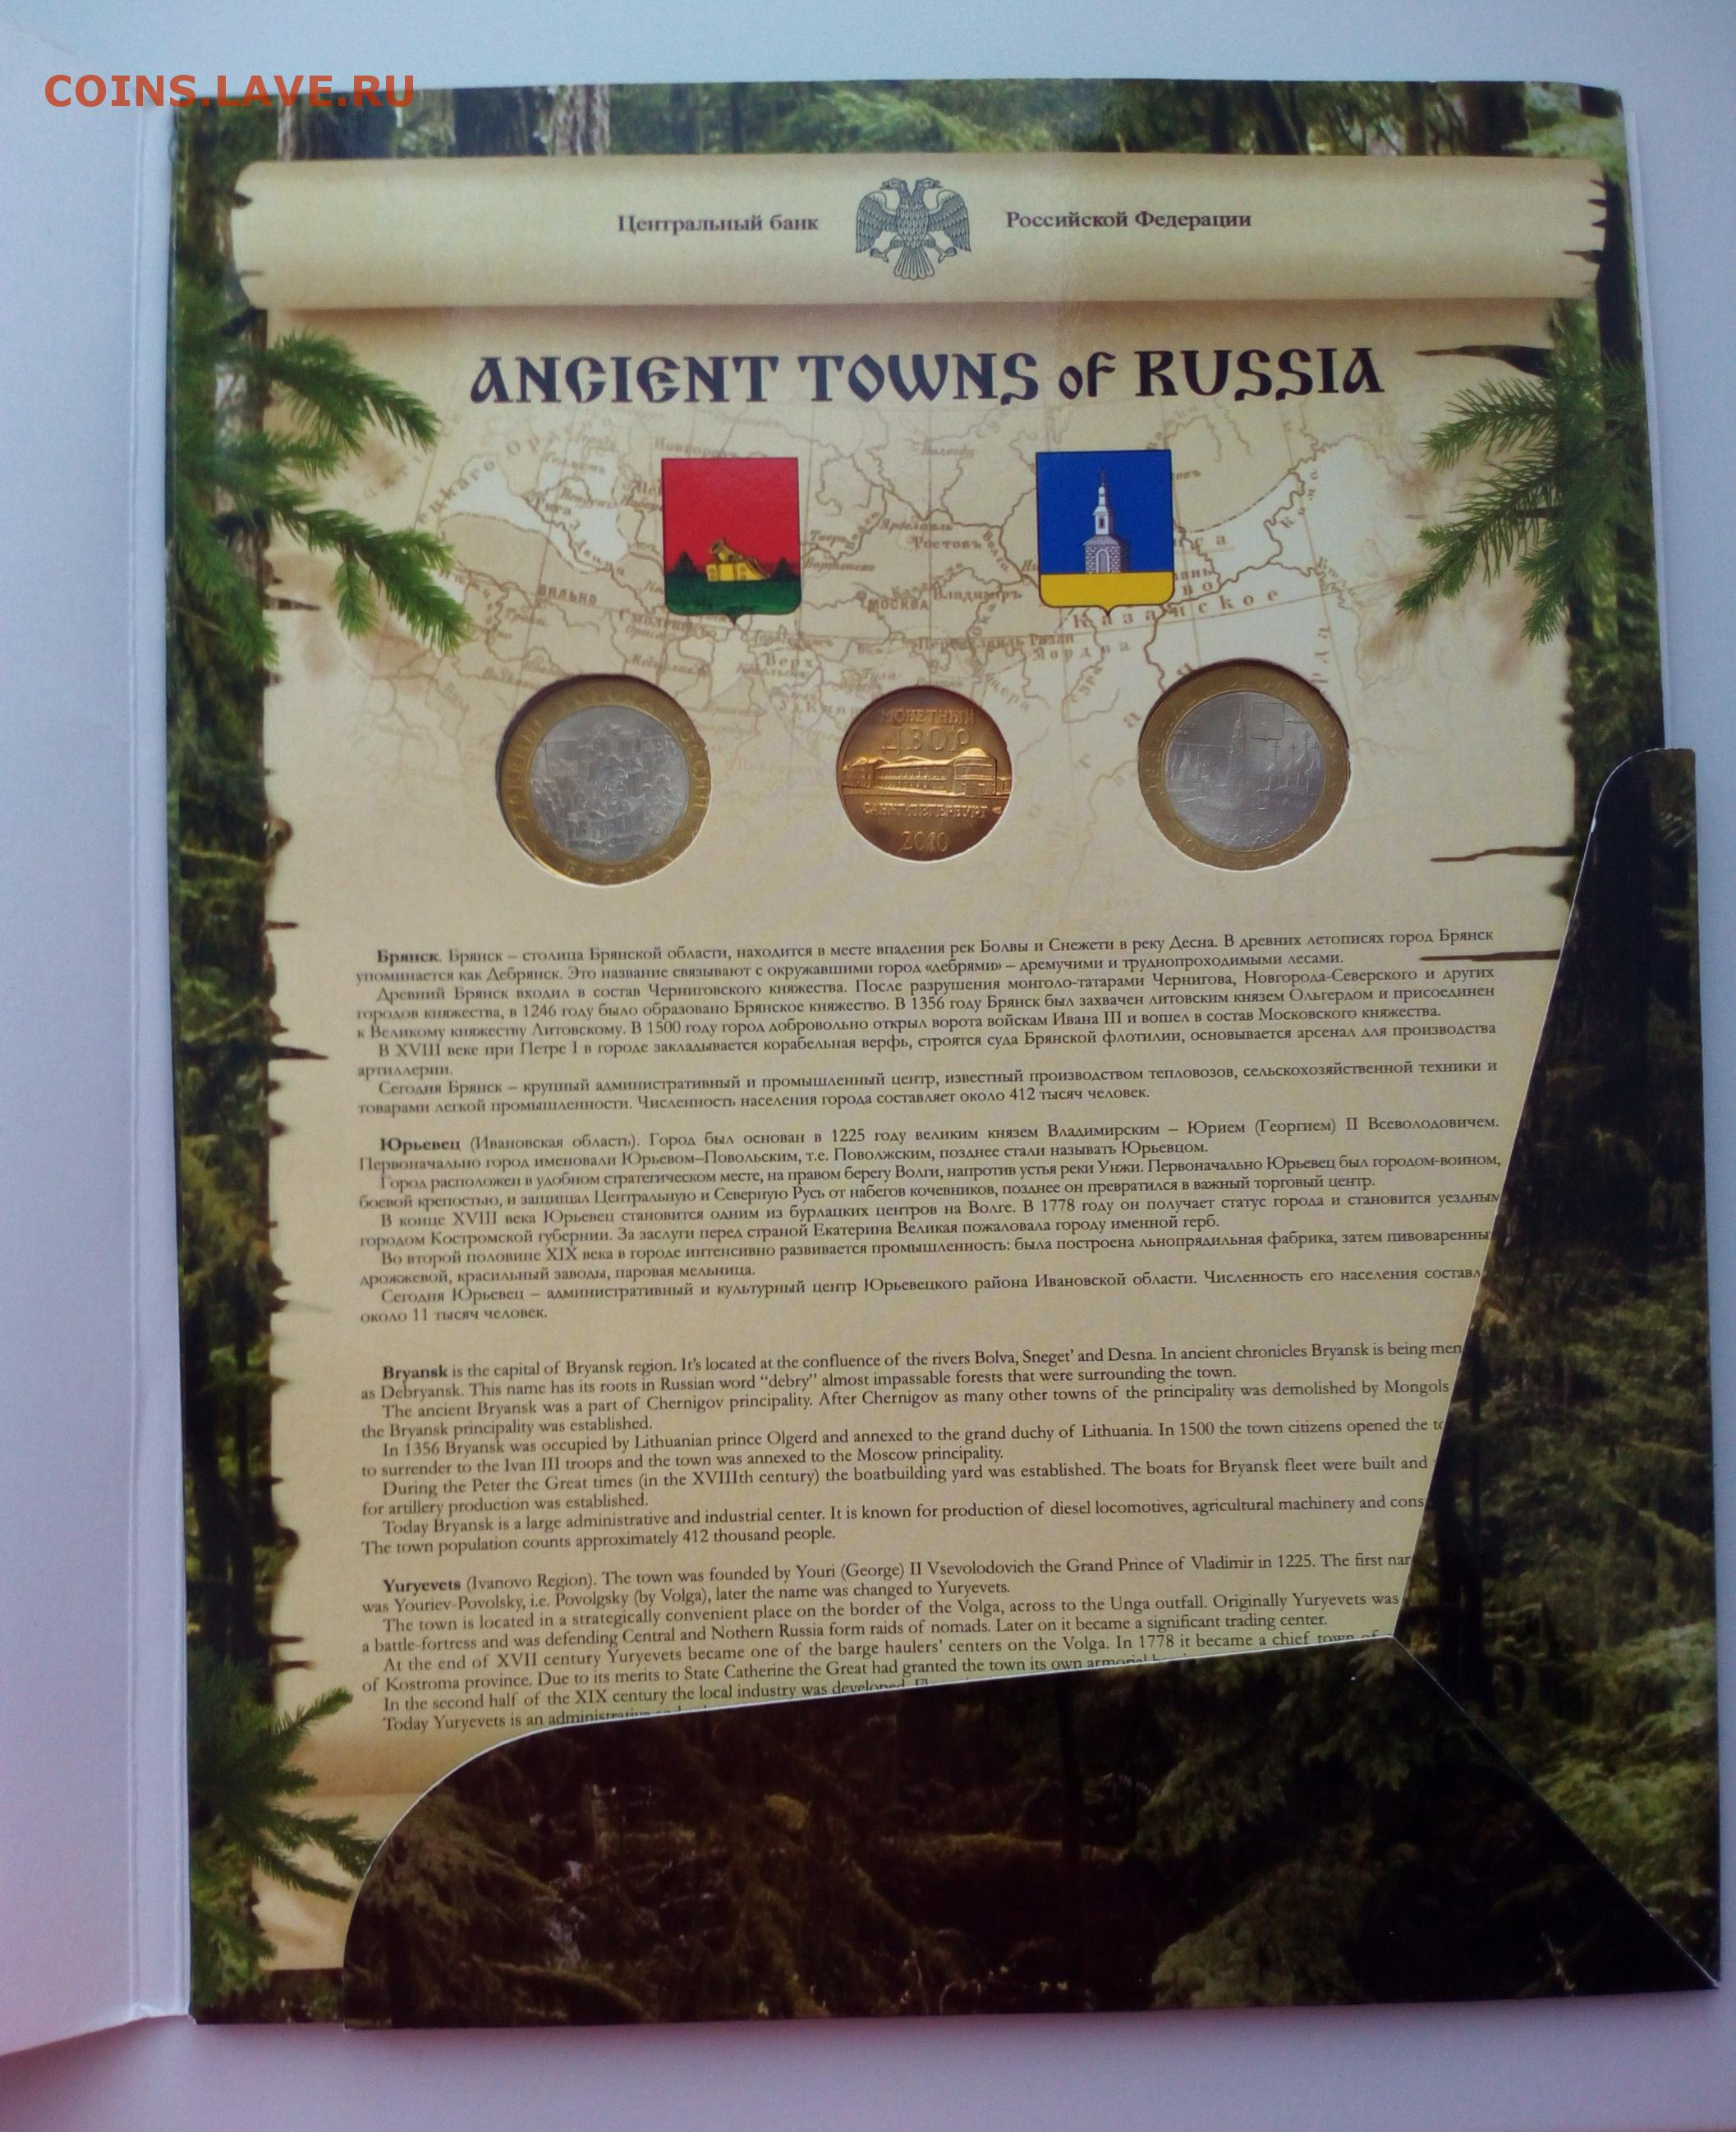 COINS.LAVE.RU
Центральный банк Российской Федерации
ANCIENT TOWNS of RUSSIA
МОНЕТНЫЙ
ДВОР
САНКТ-ПЕТЕРБУРГ
2010
БРЯНСК
Брянск. Брянск – столица Брянской области, находится в месте впадения рек Болвы и Снежети в реку Десна. В древних летописях город Брянск
упоминается как Дебрянск. Это название связывают с окружавшими город «дебрями» – дремучими и труднопроходимыми лесами.
Древний Брянск входил в состав Черниговского княжества. После разрушения монголо-татарами Чернигова, Новгорода-Северского и других
городов княжества, в 1246 году было образовано Брянское княжество. В 1356 году Брянск был захвачен литовским князем Ольгердом и присоединен
к Великому княжеству Литовскому. В 1500 году город добровольно открыл ворота войскам Ивана III и вошел в состав Московского княжества.
В XVIII веке при Петре I в городе закладывается корабельная верфь, строятся суда Брянской флотилии, основывается арсенал для производства
артиллерии.
Сегодня Брянск – крупный административный и промышленный центр, известный производством тепловозов, сельскохозяйственной техники и
товарами легкой промышленности. Численность населения города составляет около 412 тысяч человек.
Юрьевец (Ивановская область). Город был основан в 1225 году великим князем Владимирским – Юрием (Георгием) II Всеволодовичем.
Первоначально город именовали Юрьевом–Повольским, т.е. Поволжским, позднее стали называть Юрьевцом.
Город расположен в удобном стратегическом месте, на правом берегу Волги, напротив устья реки Унжи. Первоначально Юрьевец был городом-воином,
боевой крепостью, и защищал Центральную и Северную Русь от набегов кочевников, позднее он превратился в важный торговый центр.
В конце XVIII века Юрьевец становится одним из бурлацких центров на Волге. В 1778 году он получает статус города и становится уездным
городом Костромской губернии. За заслуги перед страной Екатерина Великая пожаловала городу именной герб.
Во второй половине XIX века в городе интенсивно развивается промышленность: была построена льнопрядильная фабрика, затем пивоваренны
дрожжевой, красильный заводы, паровая мельница.
Сегодня Юрьевец – административный и культурный центр Юрьевецкого района Ивановской области. Численность его населения составл
около 11 тысяч человек.
Bryansk is the capital of Bryansk region. It's located at the confluence of the rivers Bolva, Sneget' and Desna. In ancient chronicles Bryansk is being men
as Debryansk. This name has its roots in Russian word “debry” almost impassable forests that were surrounding the town.
The ancient Bryansk was a part of Chernigov principality. After Chernigov as many other towns of the principality was demolished by Mongols
the Bryansk principality was established.
In 1356 Bryansk was occupied by Lithuanian prince Olgerd and annexed to the grand duchy of Lithuania. In 1500 the town citizens opened the to
to surrender to the Ivan III troops and the town was annexed to the Moscow principality.
During the Peter the Great times (in the XVIIIth century) the boatbuilding yard was established. The boats for Bryansk fleet were built and
for artillery production was established.
Today Bryansk is a large administrative and industrial center. It is known for production of diesel locomotives, agricultural machinery and cons
The town population counts approximately 412 thousand people.
Yuryevets (Ivanovo Region). The town was founded by Youri (George) II Vsevolodovich the Grand Prince of Vladimir in 1225. The first nar
was Youriev-Povolsky, i.e. Povolgsky (by Volga), later the name was changed to Yuryevets.
The town is located in a strategically convenient place on the border of the Volga, across to the Unga outfall. Originally Yuryevets was
a battle-fortress and was defending Central and Nothern Russia form raids of nomads. Later on it became a significant trading center.
At the end of XVII century Yuryevets became one of the barge haulers' centers on the Volga. In 1778 it became a chief town of
of Kostroma province. Due to its merits to State Catherine the Great had granted the town its own armorial
In the second half of the XIX century the local industry was developed.
Today Yuryevets is an administrative